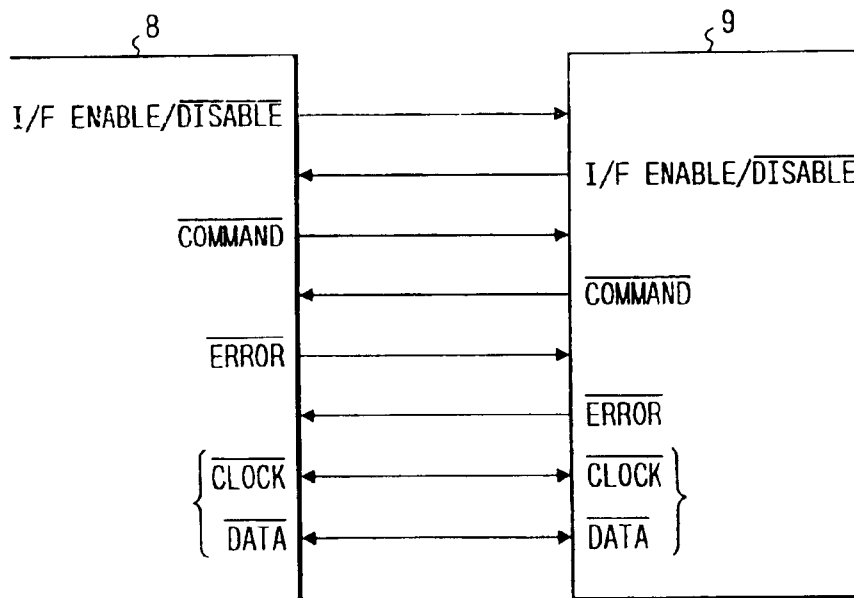 8
9
I/F ENABLE/DISABLE
I/F ENABLE/DISABLE
COMMAND
COMMAND
ERROR
ERROR
CLOCK
CLOCK
DATA
DATA